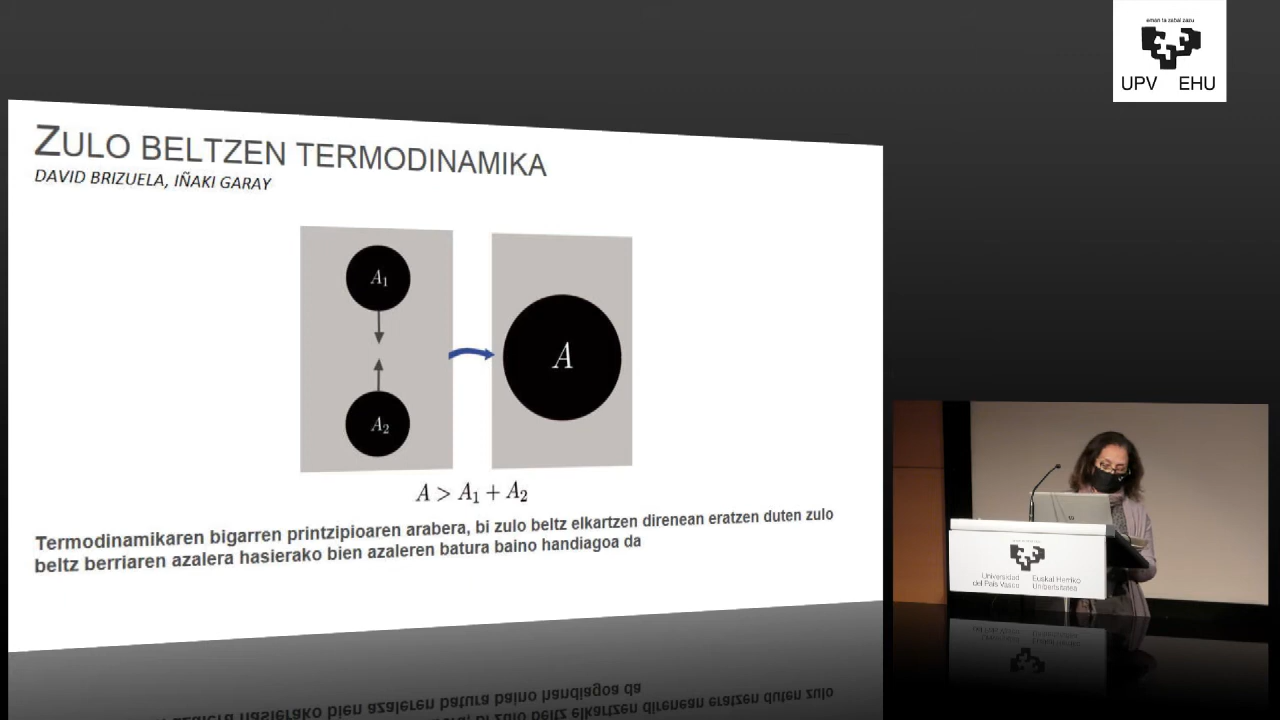 eman ta zabal zazu
UPV EHU
ZULO BELTZEN TERMODINAMIKA
DAVID BRIZUELA, IÑAKI GARAY
A₁
A₂
A
A > A₁ + A₂
Termodinamikaren bigarren printzipioaren arabera, bi zulo beltz elkartzen direnean eratzen duten zulo
beltz berriaren azalera hasierako bien azaleren batura baino handiagoa da
Universidad Euskal Herriko
del País Vasco Unibertsitatea